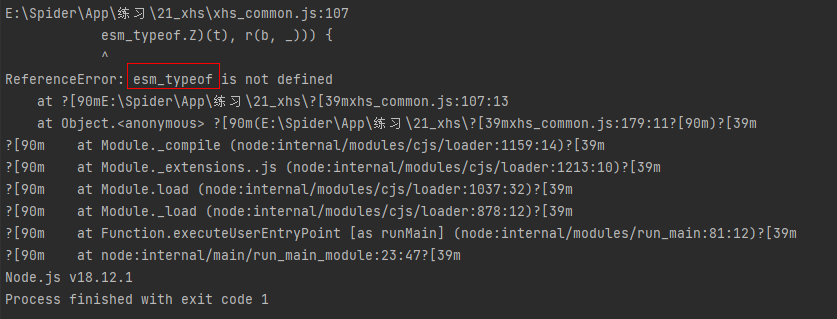 E:\Spider\App\练习\21_xhs\xhs_common.js:107
esm_typeof.Z)(t), r(b, _))) {
^
ReferenceError: esm_typeof is not defined
at ?[90mE:\Spider\App\练习\21_xhs\?[39mxhs_common.js:107:13
at Object.<anonymous> ?[90m(E:\Spider\App\练习\21_xhs\?[39mxhs_common.js:179:11?[90m)?[39m
?[90m    at Module._compile (node:internal/modules/cjs/loader:1159:14)?[39m
?[90m    at Module._extensions..js (node:internal/modules/cjs/loader:1213:10)?[39m
?[90m    at Module.load (node:internal/modules/cjs/loader:1037:32)?[39m
?[90m    at Module._load (node:internal/modules/cjs/loader:878:12)?[39m
?[90m    at Function.executeUserEntryPoint [as runMain] (node:internal/modules/run_main:81:12)?[39m
?[90m    at node:internal/main/run_main_module:23:47?[39m
Node.js v18.12.1
Process finished with exit code 1